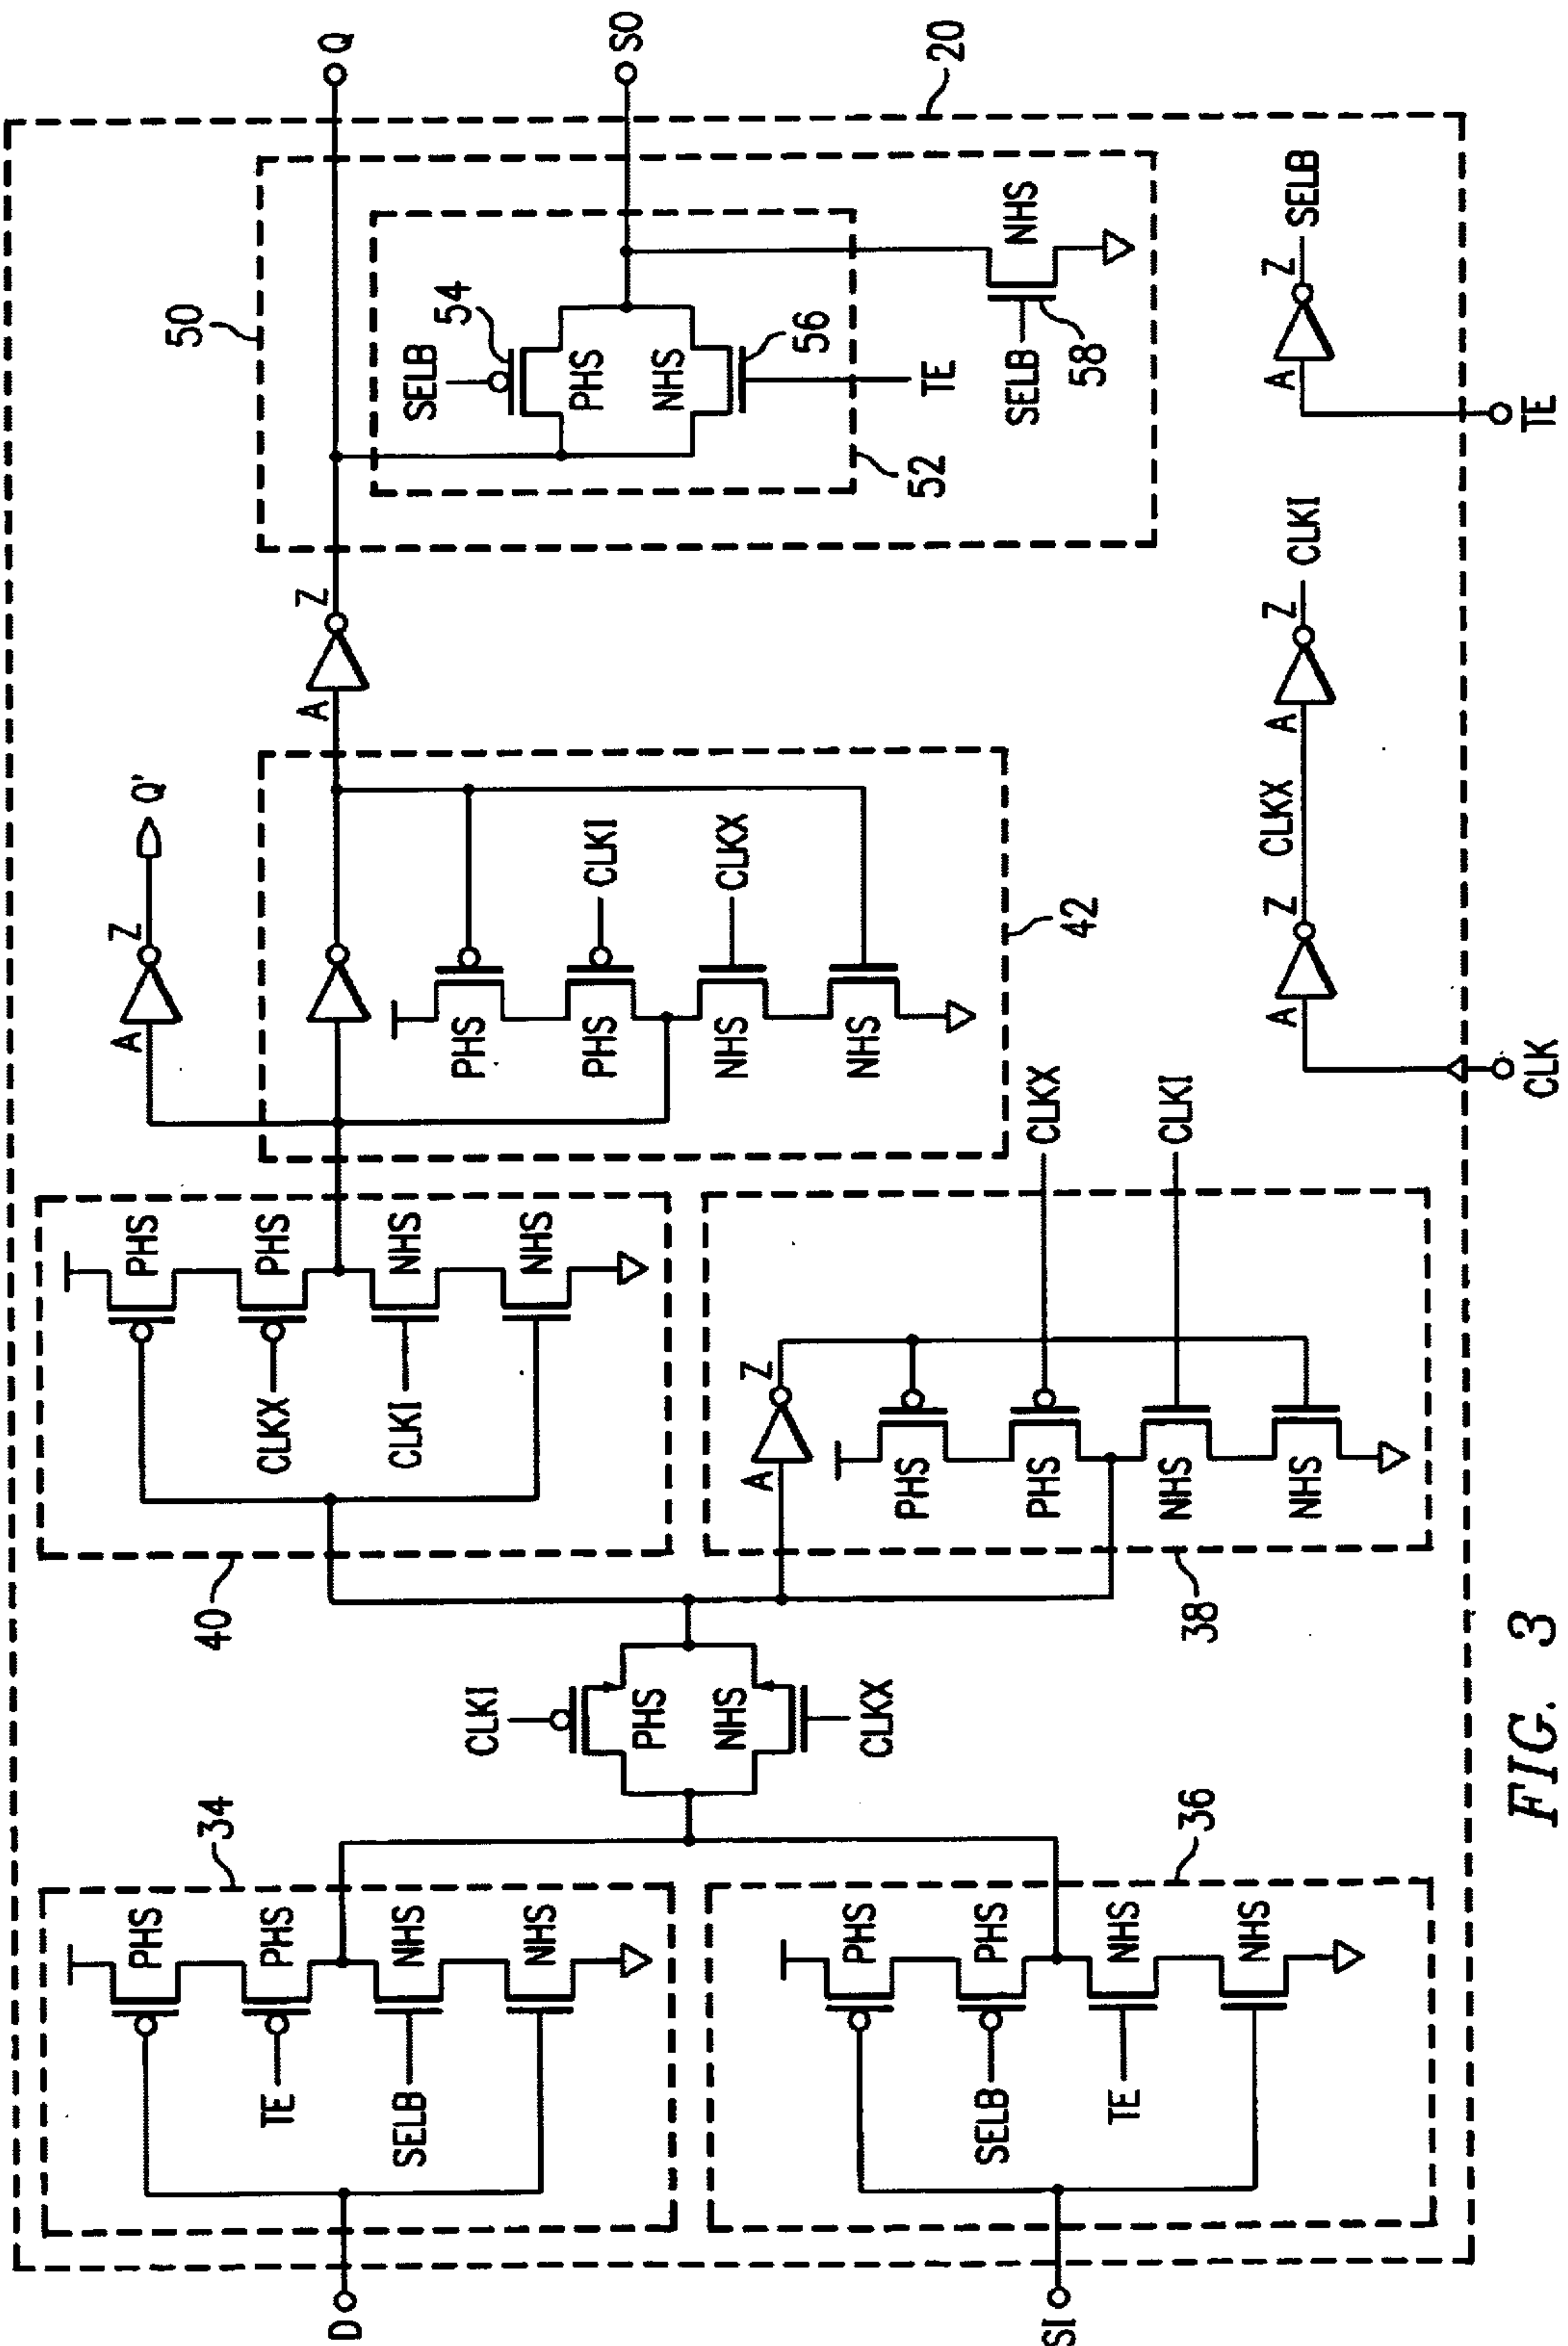 34
PHS
PHS
TE
NHS
SELB
NHS
D
36
PHS
PHS
SELB
NHS
TE
NHS
SI
CLKI
PHS
NHS
CLKX
40
PHS
PHS
CLKX
NHS
CLKI
NHS
A
Z
PHS
PHS
CLKX
NHS
CLKI
NHS
38
A
Z
Q'
PHS
PHS
CLKI
NHS
CLKX
NHS
42
A
Z
50
Q
SELB
54
PHS
NHS
56
TE
52
SO
SELB
58
NHS
20
CLK
A
Z
CLKX
A
Z
CLKI
TE
A
Z
SELB
FIG. 3